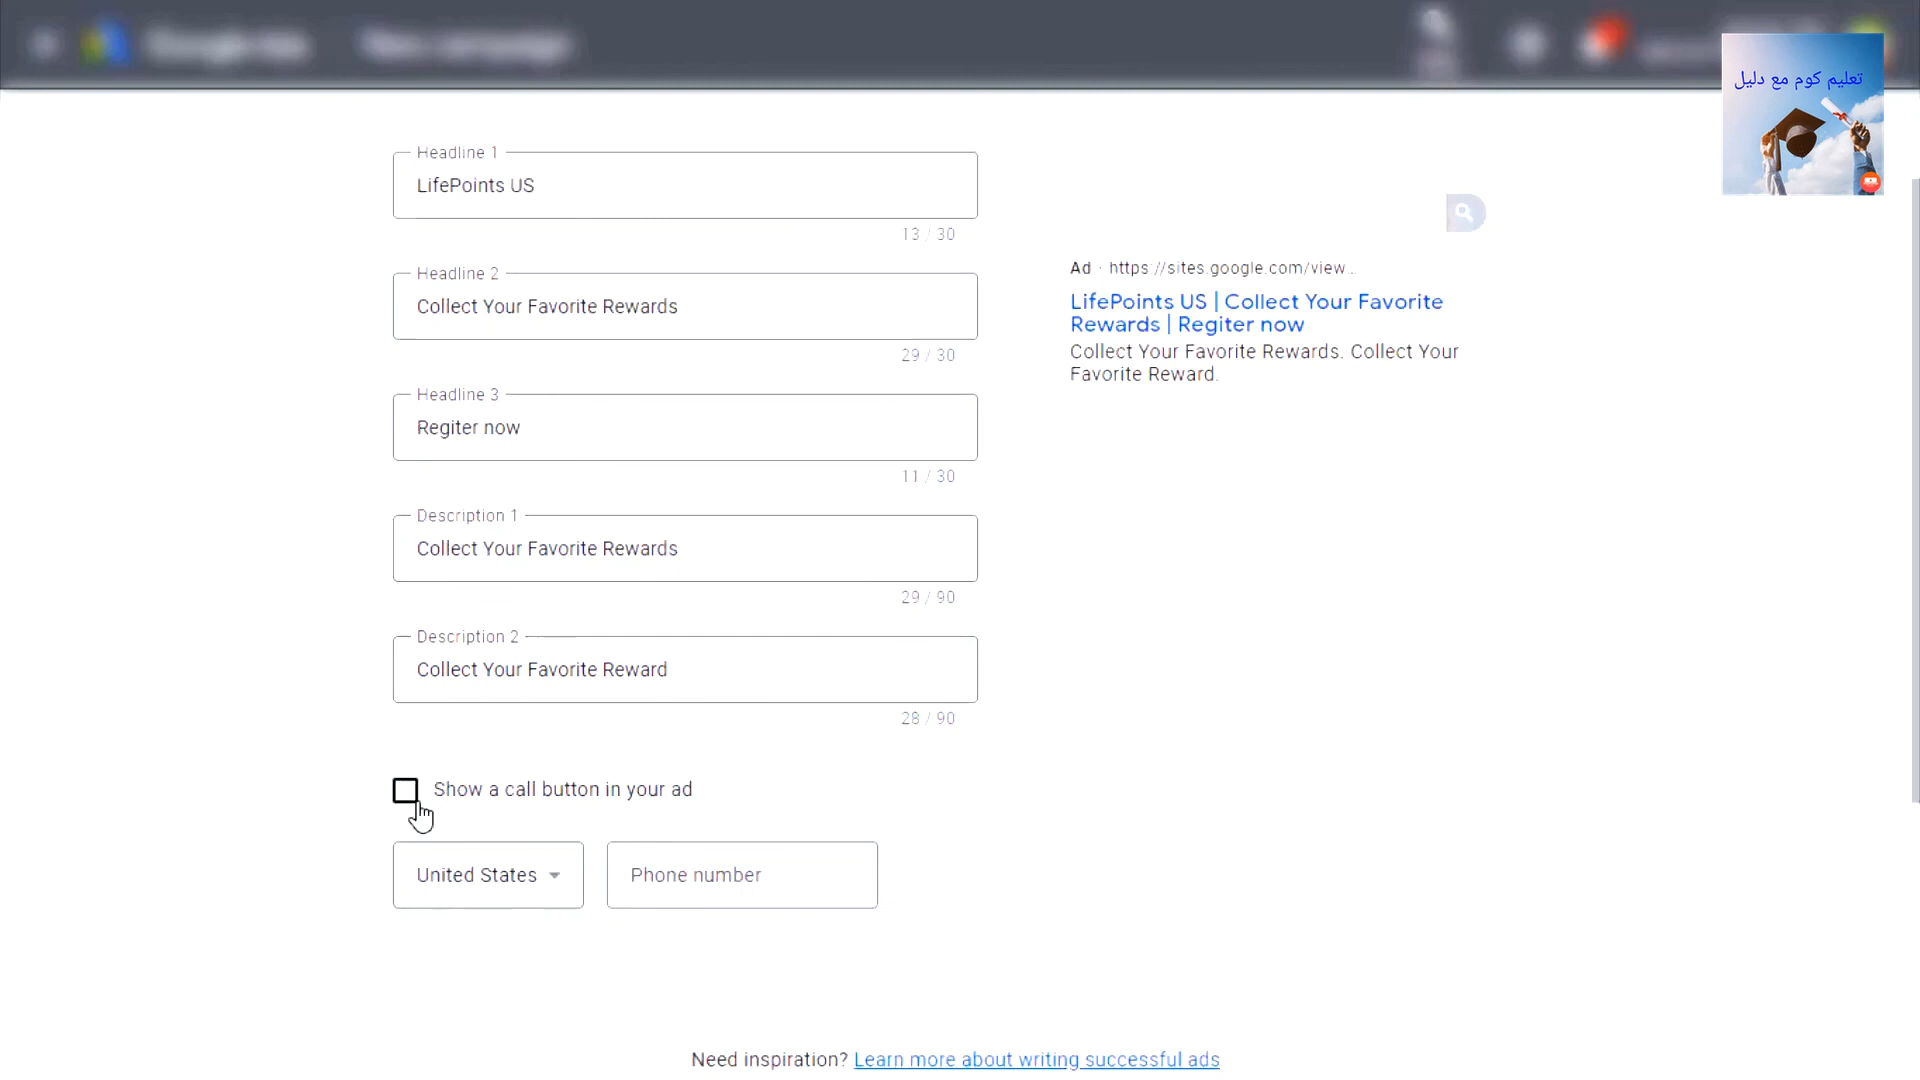 Google Ads
New campaign
تعليم كوم مع دليل
Headline 1
LifePoints US
13 / 30
Headline 2
Collect Your Favorite Rewards
29 / 30
Headline 3
Regiter now
11 / 30
Description 1
Collect Your Favorite Rewards
29 / 90
Description 2
Collect Your Favorite Reward
28 / 90
Show a call button in your ad
United States
Phone number
Ad · https://sites.google.com/view...
LifePoints US | Collect Your Favorite
Rewards | Regiter now
Collect Your Favorite Rewards. Collect Your
Favorite Reward.
Need inspiration? Learn more about writing successful ads